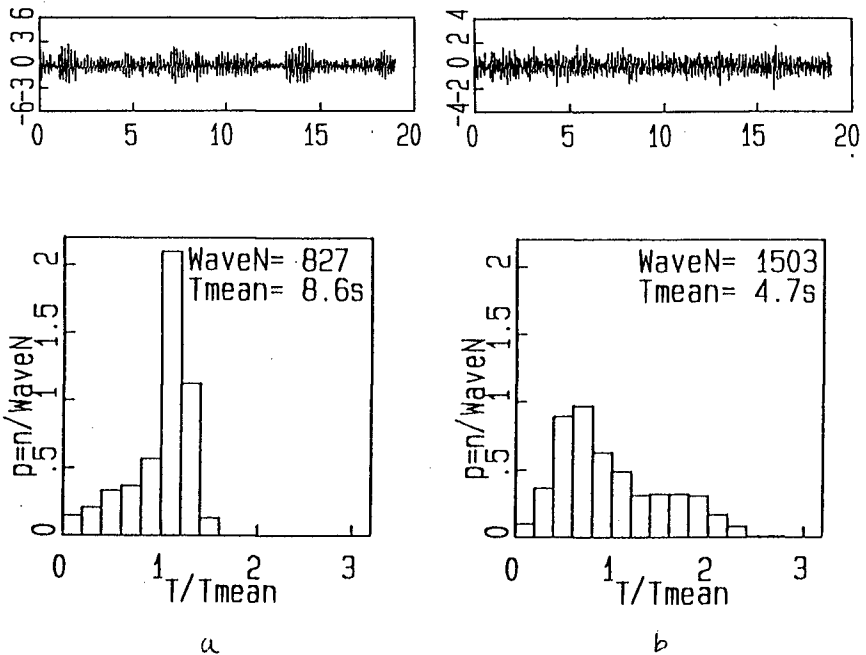 -6-3 0 3 6
0 5 10 15 20
-4-2 0 2 4
0 5 10 15 20
WaveN= 827
Tmean= 8.6s
p=n/WaveN
0 .5 1 1.5 2
0 1 2 3
T/Tmean
a
WaveN= 1503
Tmean= 4.7s
p=n/WaveN
0 .5 1 1.5 2
0 1 2 3
T/Tmean
b